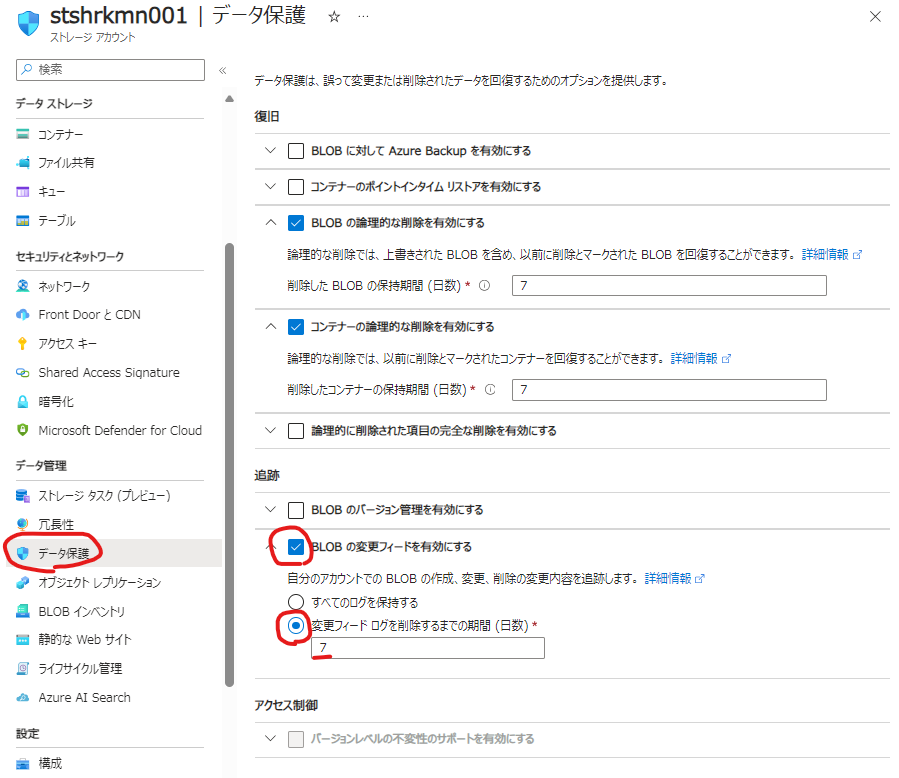 stshrkmn001 | データ保護 ☆ …
ストレージ アカウント
検索
データ ストレージ
コンテナー
ファイル共有
キュー
テーブル
セキュリティとネットワーク
ネットワーク
Front Door と CDN
アクセス キー
Shared Access Signature
暗号化
Microsoft Defender for Cloud
データ管理
ストレージ タスク (プレビュー)
冗長性
データ保護
オブジェクト レプリケーション
BLOB インベントリ
静的な Web サイト
ライフサイクル管理
Azure AI Search
設定
構成
データ保護は、誤って変更または削除されたデータを回復するためのオプションを提供します。
復旧
BLOB に対して Azure Backup を有効にする
コンテナーのポイントインタイム リストアを有効にする
BLOB の論理的な削除を有効にする
論理的な削除では、上書きされた BLOB を含め、以前に削除とマークされた BLOB を回復することができます。 詳細情報
削除した BLOB の保持期間 (日数) * 7
コンテナーの論理的な削除を有効にする
論理的な削除では、以前に削除とマークされたコンテナーを回復することができます。 詳細情報
削除したコンテナーの保持期間 (日数) * 7
論理的に削除された項目の完全な削除を有効にする
追跡
BLOB のバージョン管理を有効にする
BLOB の変更フィードを有効にする
自分のアカウントでの BLOB の作成、変更、削除の変更内容を追跡します。 詳細情報
すべてのログを保持する
変更フィード ログを削除するまでの期間 (日数) *
7
アクセス制御
バージョンレベルの不変性のサポートを有効にする